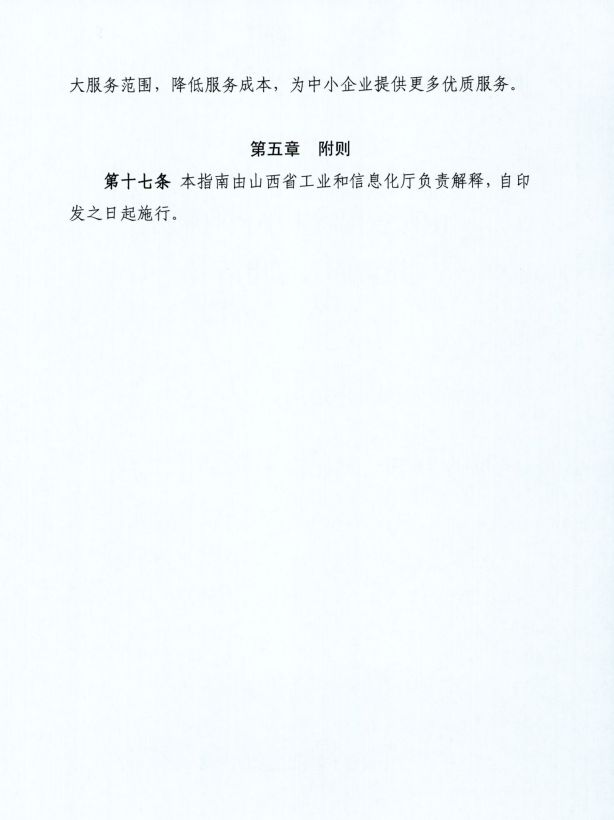 大服务范围，降低服务成本，为中小企业提供更多优质服务。
第五章　附则
第十七条 本指南由山西省工业和信息化厅负责解释，自印
发之日起施行。